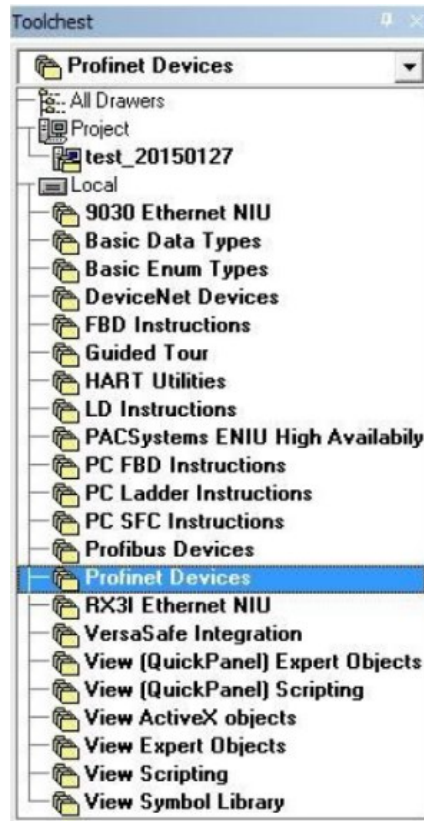 Toolchest
Profinet Devices
All Drawers
Project
test_20150127
Local
9030 Ethernet NIU
Basic Data Types
Basic Enum Types
DeviceNet Devices
FBD Instructions
Guided Tour
HART Utilities
LD Instructions
PACSystems ENIU High Availabily
PC FBD Instructions
PC Ladder Instructions
PC SFC Instructions
Profibus Devices
Profinet Devices
RX3I Ethernet NIU
VersaSafe Integration
View (QuickPanel) Expert Objects
View (QuickPanel) Scripting
View ActiveX objects
View Expert Objects
View Scripting
View Symbol Library